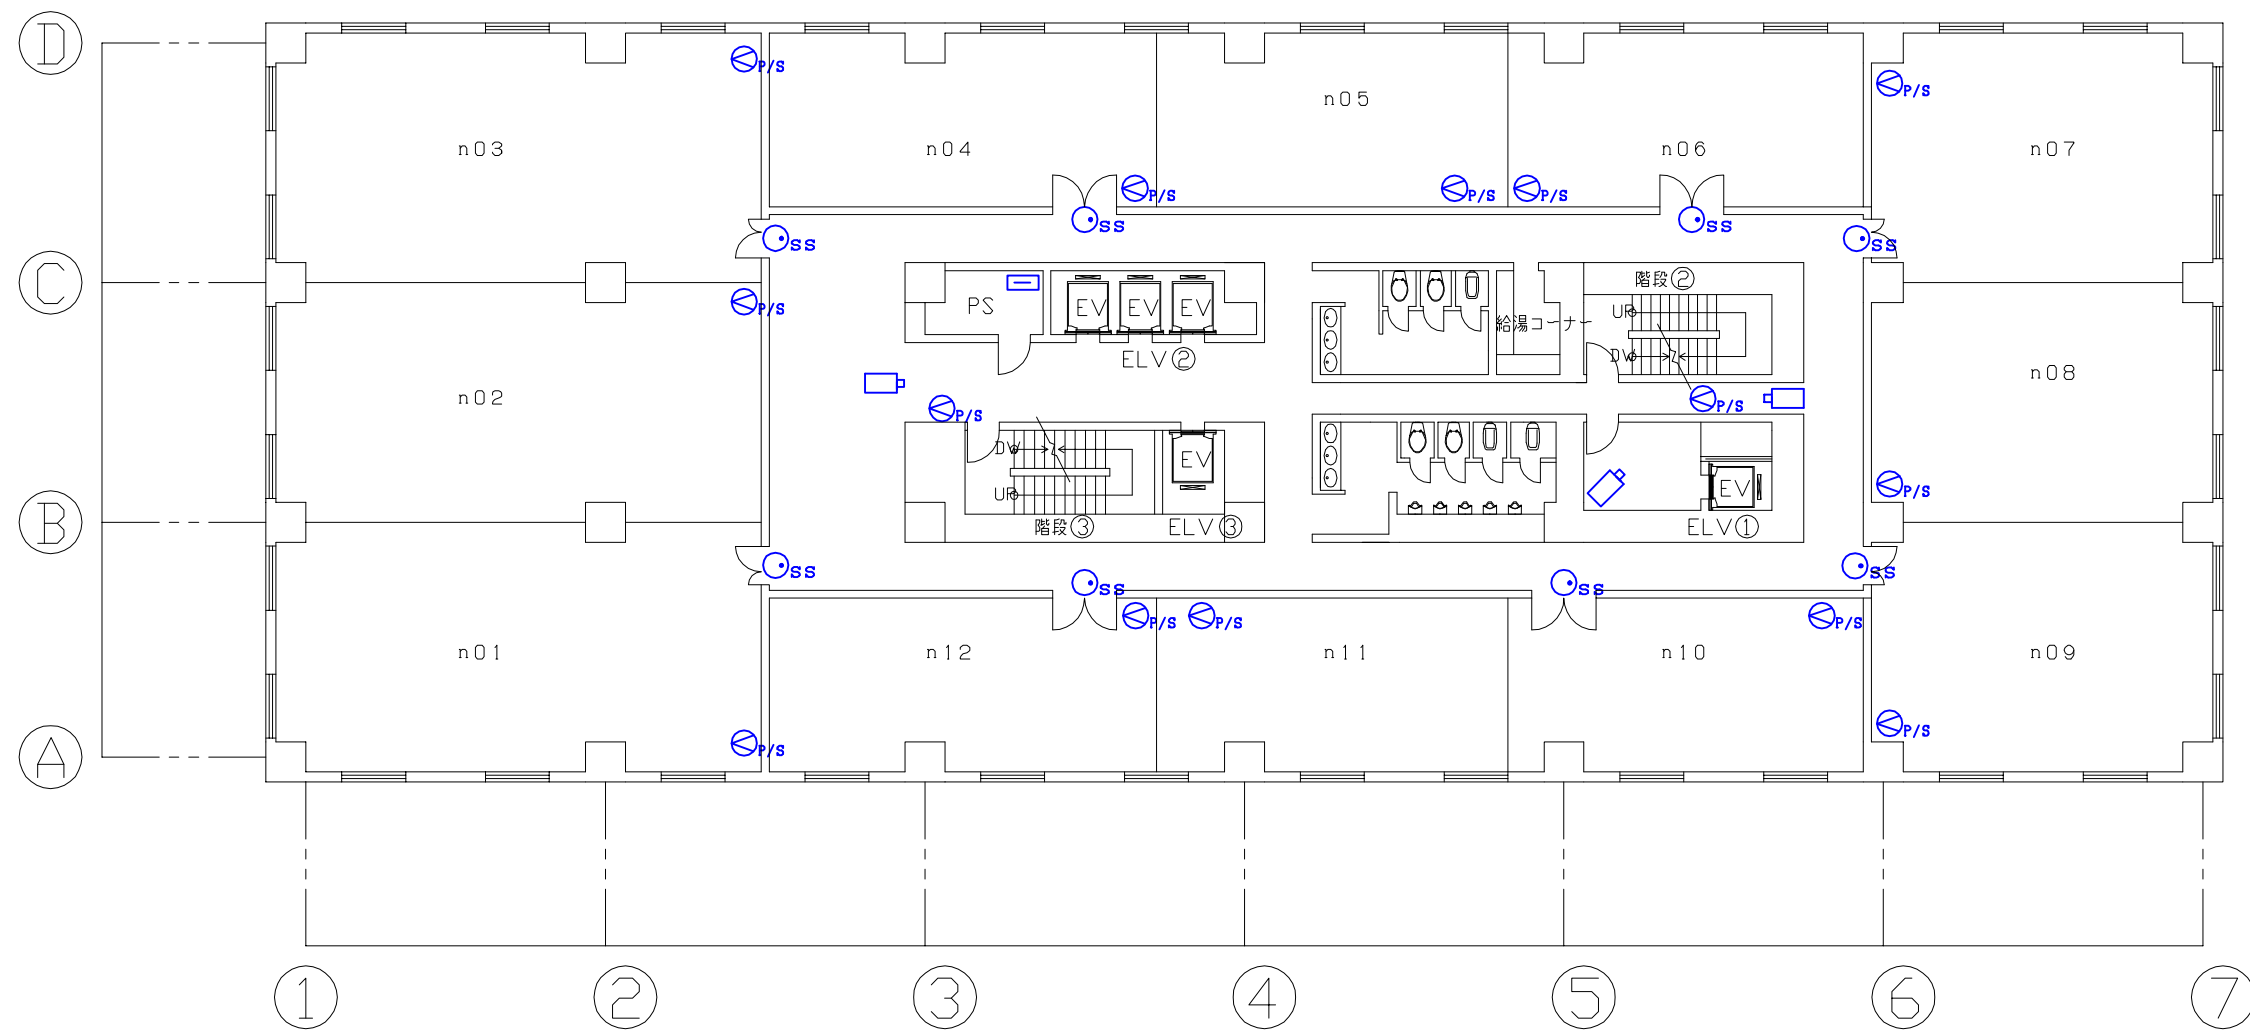 D
P/S
P/S
n05
n03
n04
n06
n07
P/S
P/S
P/S
SS
SS
SS
SS
C
階段②
PS
EV
EV
EV
P/S
UP
給湯コーナー
ELV②
DW
n08
n02
P/S
P/S
DW
EV
P/S
UP
EV
B
階段③
ELV③
ELV①
SS
SS
SS
SS
P/S
P/S
P/S
n01
n12
n11
n10
n09
P/S
P/S
A
1
2
3
4
5
6
7